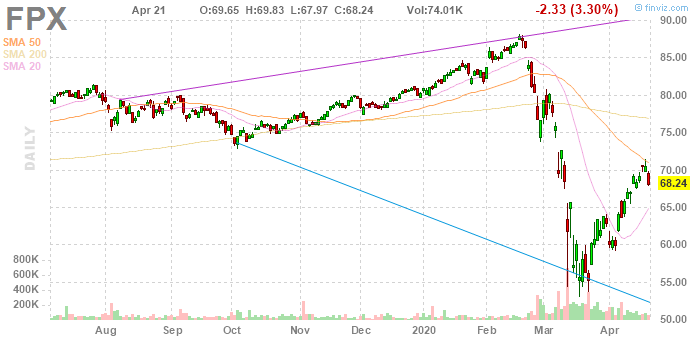 © finviz.com
FPX Apr 21 O:69.65 H:69.83 L:67.97 C:68.24 Vol:74.01K -2.33 (3.30%)
SMA 50
SMA 200
SMA 20
DAILY
90.00
85.00
80.00
75.00
70.00
68.24
65.00
60.00
55.00
50.00
800K
600K
400K
200K
Aug Sep Oct Nov Dec 2020 Feb Mar Apr